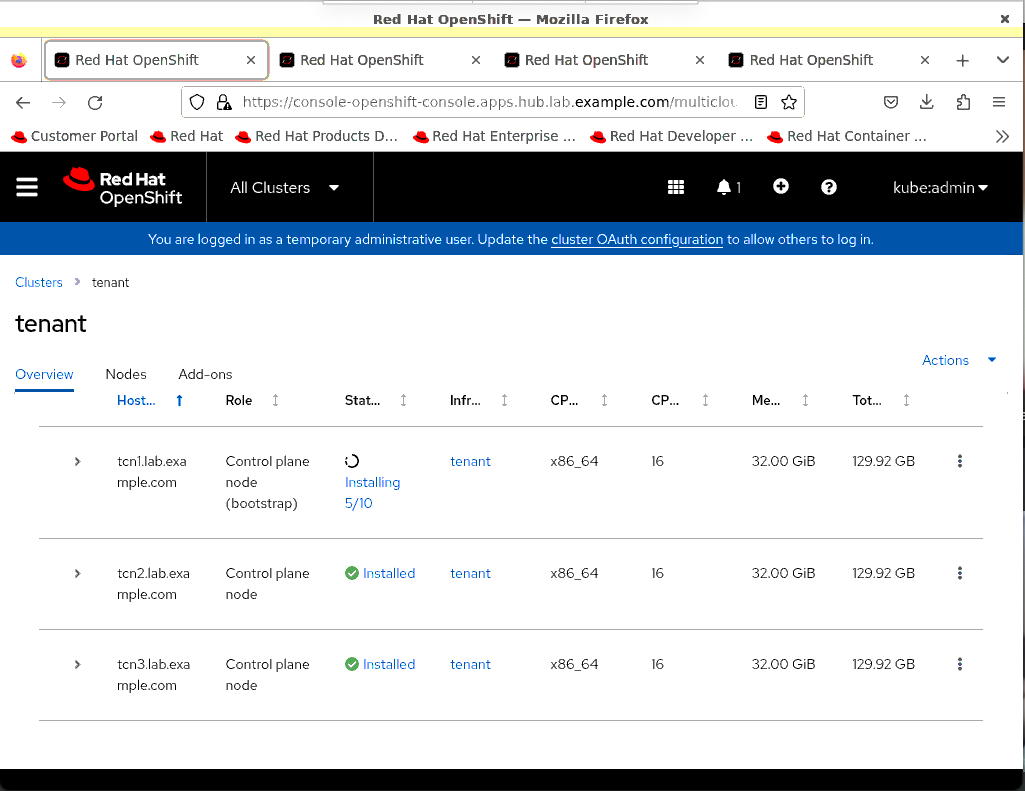 Red Hat OpenShift — Mozilla Firefox
Red Hat OpenShift Red Hat OpenShift Red Hat OpenShift Red Hat OpenShift
https://console-openshift-console.apps.hub.lab.example.com/multiclou
Customer Portal Red Hat Red Hat Products D... Red Hat Enterprise ... Red Hat Developer ... Red Hat Container ...
Red Hat
OpenShift
All Clusters
1
kube:admin
You are logged in as a temporary administrative user. Update the cluster OAuth configuration to allow others to log in.
Clusters > tenant
tenant
Actions
Overview Nodes Add-ons
Host... Role Stat... Infr... CP... CP... Me... Tot...
tcn1.lab.exa Control plane tenant x86_64 16 32.00 GiB 129.92 GB
mple.com node Installing
(bootstrap) 5/10
tcn2.lab.exa Control plane Installed tenant x86_64 16 32.00 GiB 129.92 GB
mple.com node
tcn3.lab.exa Control plane Installed tenant x86_64 16 32.00 GiB 129.92 GB
mple.com node